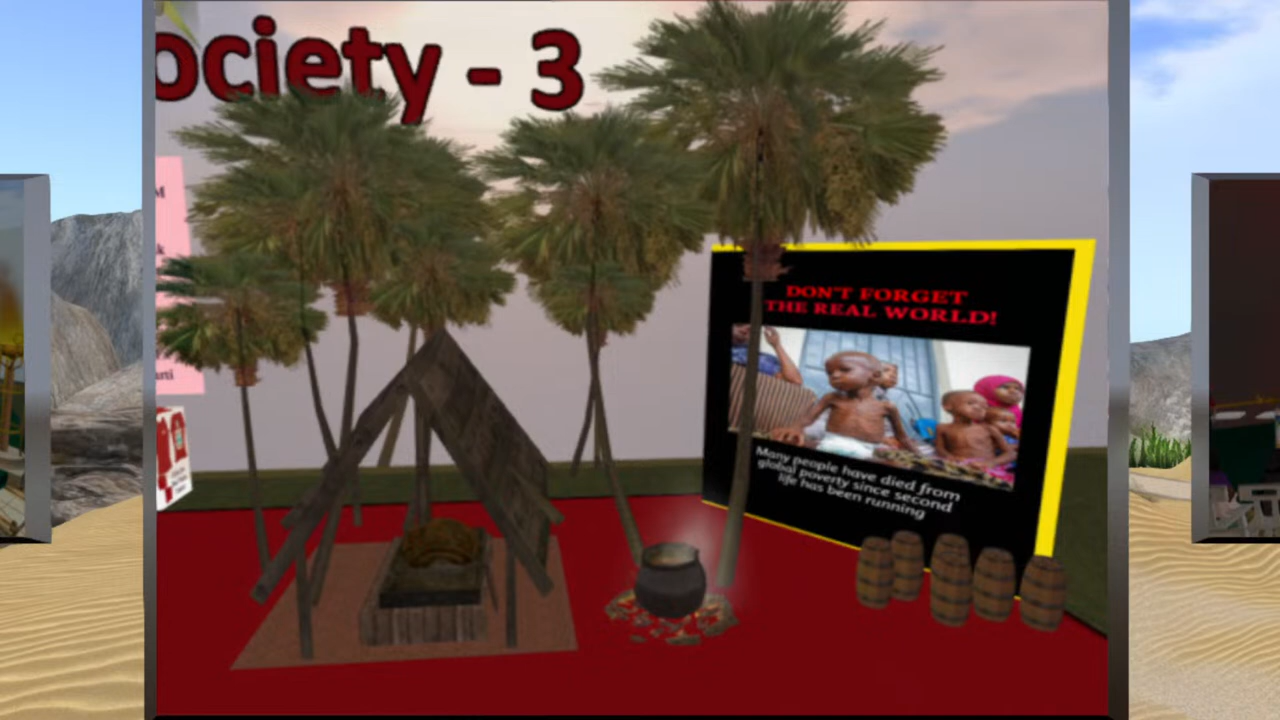 ociety - 3
DON'T FORGET
THE REAL WORLD!
Many people have died from
global poverty since second
life has been running